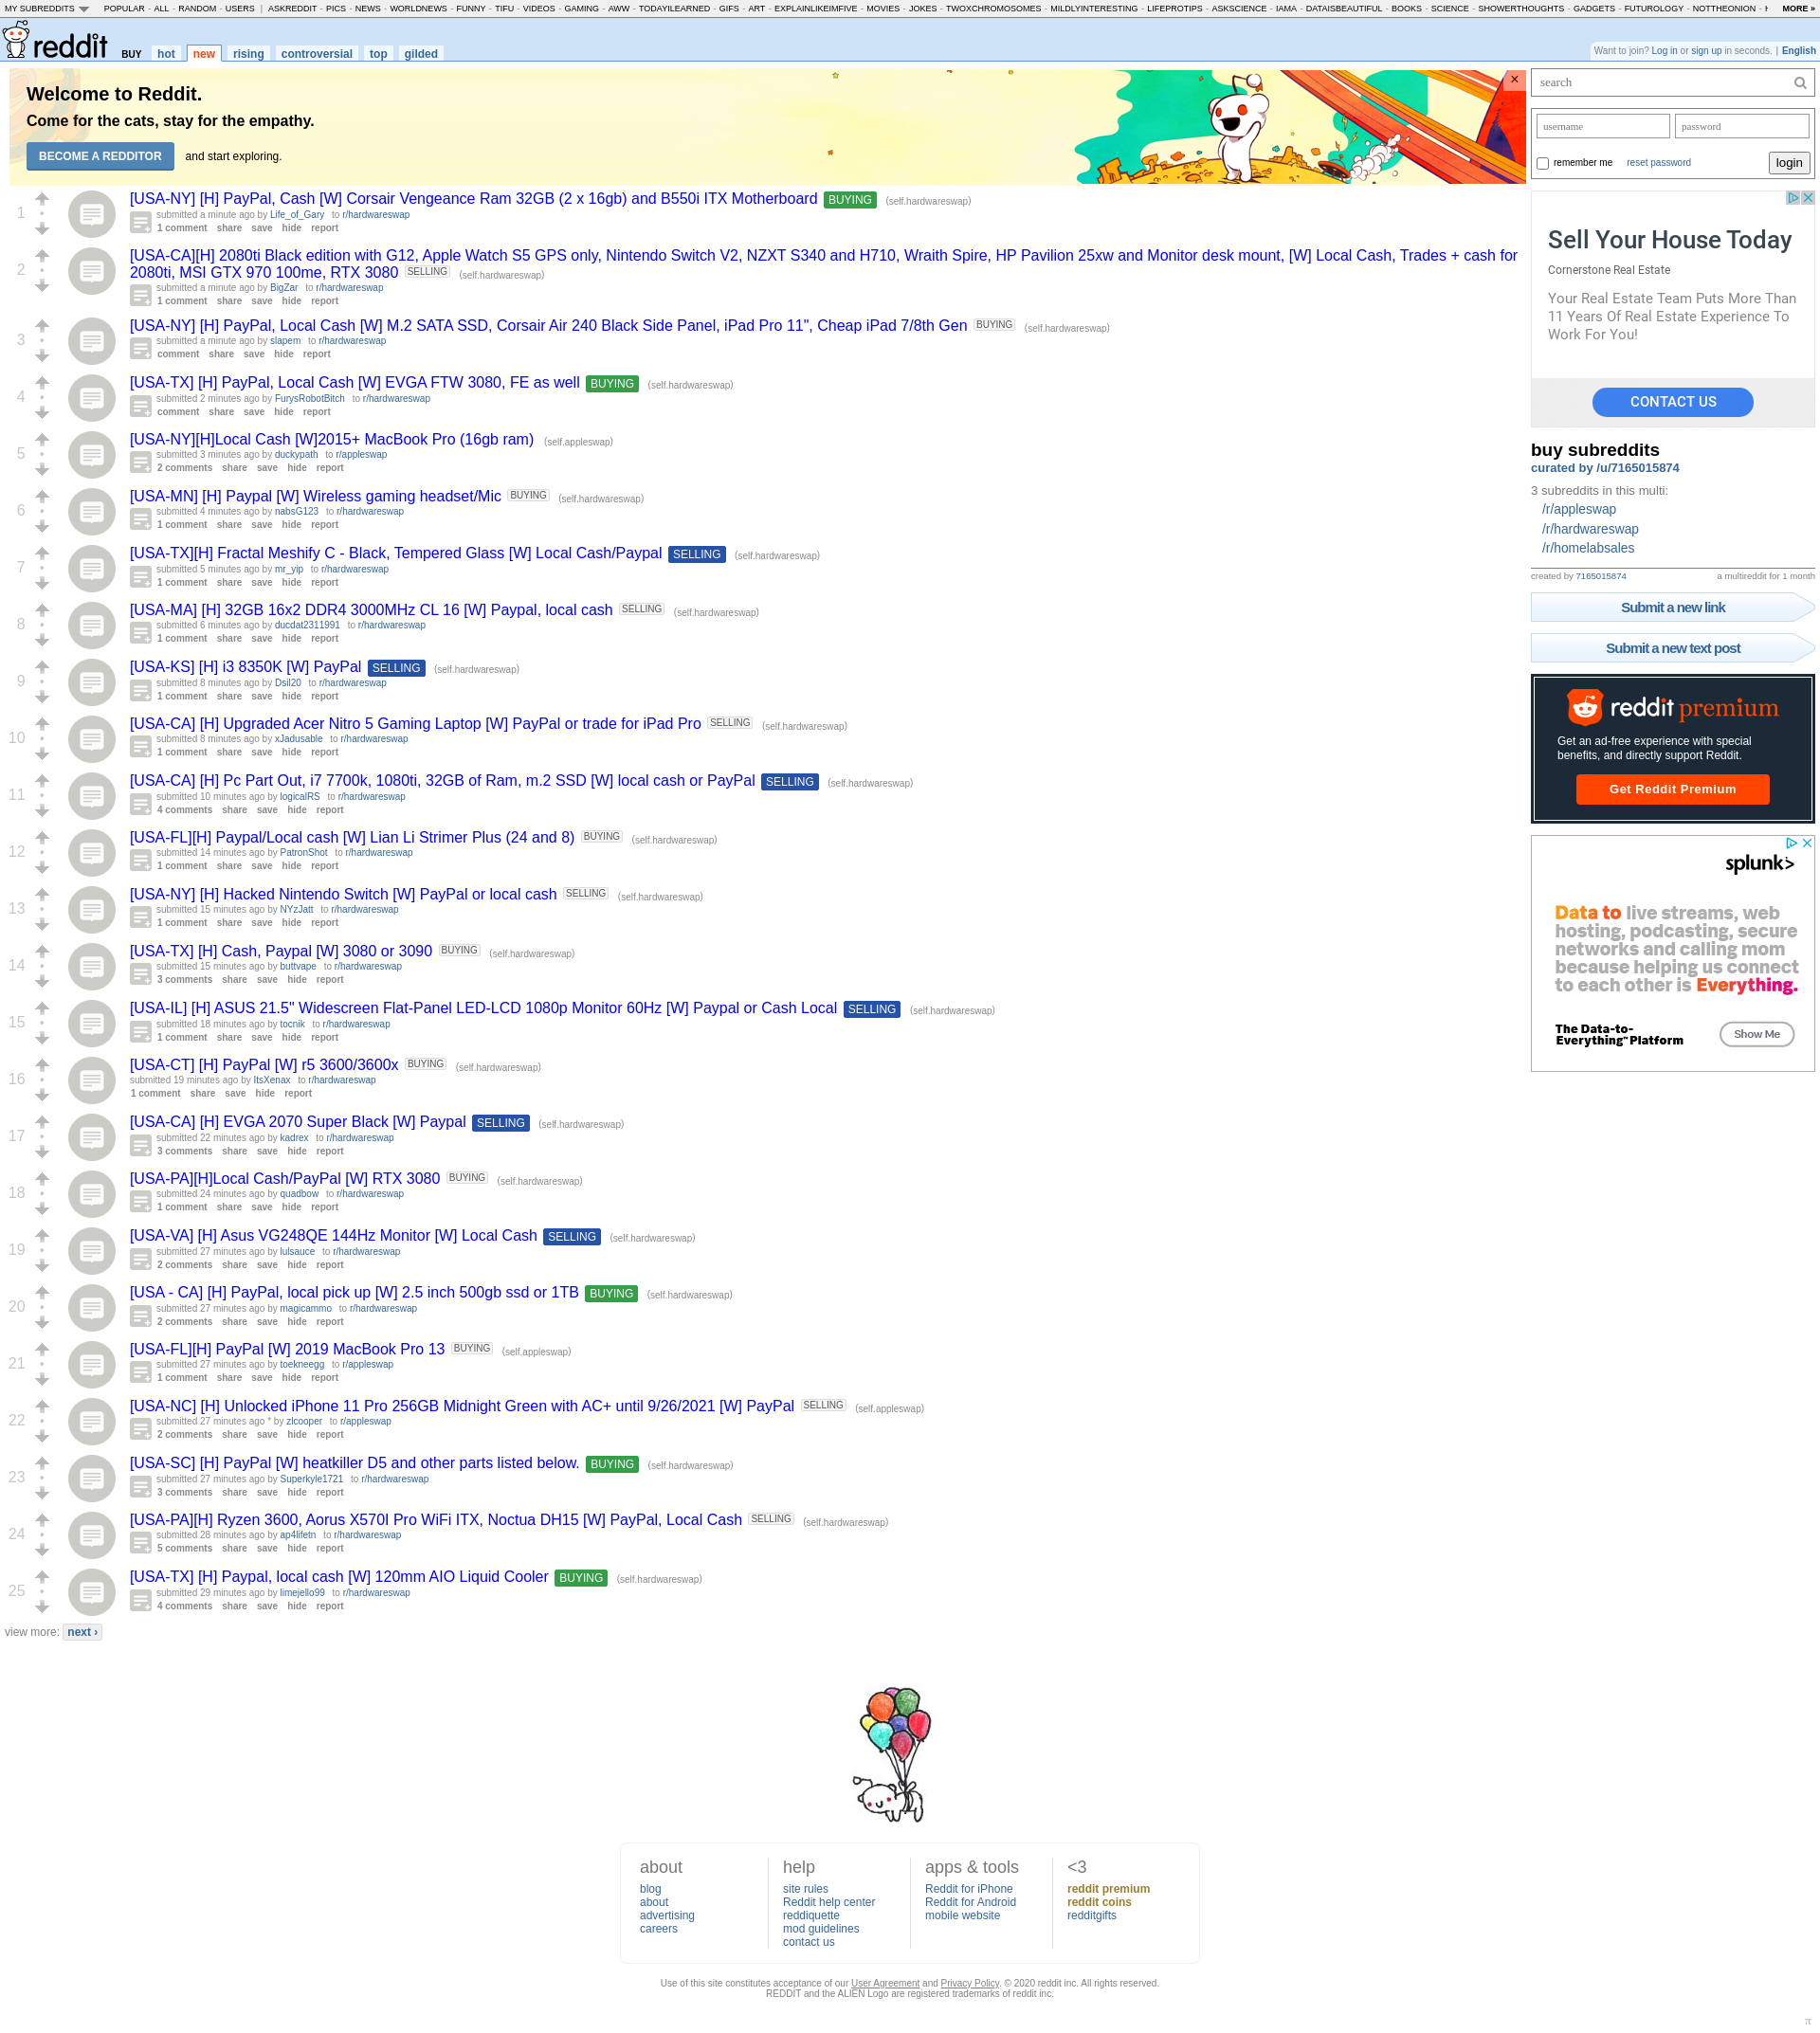 MY SUBREDDITS POPULAR - ALL - RANDOM - USERS | ASKREDDIT - PICS - NEWS - WORLDNEWS - FUNNY - TIFU - VIDEOS - GAMING - AWW - TODAYILEARNED - GIFS - ART - EXPLAINLIKEIMFIVE - MOVIES - JOKES - TWOXCHROMOSOMES - MILDLYINTERESTING - LIFEPROTIPS - ASKSCIENCE - IAMA - DATAISBEAUTIFUL - BOOKS - SCIENCE - SHOWERTHOUGHTS - GADGETS - FUTUROLOGY - NOTTHEONION - MORE »
reddit BUY hot new rising controversial top gilded
Want to join? Log in or sign up in seconds. | English
Welcome to Reddit.
Come for the cats, stay for the empathy.
BECOME A REDDITOR and start exploring.
×
1
[USA-NY] [H] PayPal, Cash [W] Corsair Vengeance Ram 32GB (2 x 16gb) and B550i ITX Motherboard BUYING (self.hardwareswap)
submitted a minute ago by Life_of_Gary to r/hardwareswap
1 comment share save hide report
2
[USA-CA][H] 2080ti Black edition with G12, Apple Watch S5 GPS only, Nintendo Switch V2, NZXT S340 and H710, Wraith Spire, HP Pavilion 25xw and Monitor desk mount, [W] Local Cash, Trades + cash for
2080ti, MSI GTX 970 100me, RTX 3080 SELLING (self.hardwareswap)
submitted a minute ago by BigZar to r/hardwareswap
1 comment share save hide report
3
[USA-NY] [H] PayPal, Local Cash [W] M.2 SATA SSD, Corsair Air 240 Black Side Panel, iPad Pro 11", Cheap iPad 7/8th Gen BUYING (self.hardwareswap)
submitted a minute ago by slapem to r/hardwareswap
comment share save hide report
4
[USA-TX] [H] PayPal, Local Cash [W] EVGA FTW 3080, FE as well BUYING (self.hardwareswap)
submitted 2 minutes ago by FurysRobotBitch to r/hardwareswap
comment share save hide report
5
[USA-NY][H]Local Cash [W]2015+ MacBook Pro (16gb ram) (self.appleswap)
submitted 3 minutes ago by duckypath to r/appleswap
2 comments share save hide report
6
[USA-MN] [H] Paypal [W] Wireless gaming headset/Mic BUYING (self.hardwareswap)
submitted 4 minutes ago by nabsG123 to r/hardwareswap
1 comment share save hide report
7
[USA-TX][H] Fractal Meshify C - Black, Tempered Glass [W] Local Cash/Paypal SELLING (self.hardwareswap)
submitted 5 minutes ago by mr_yip to r/hardwareswap
1 comment share save hide report
8
[USA-MA] [H] 32GB 16x2 DDR4 3000MHz CL 16 [W] Paypal, local cash SELLING (self.hardwareswap)
submitted 6 minutes ago by ducdat2311991 to r/hardwareswap
1 comment share save hide report
9
[USA-KS] [H] i3 8350K [W] PayPal SELLING (self.hardwareswap)
submitted 8 minutes ago by Dsil20 to r/hardwareswap
1 comment share save hide report
10
[USA-CA] [H] Upgraded Acer Nitro 5 Gaming Laptop [W] PayPal or trade for iPad Pro SELLING (self.hardwareswap)
submitted 8 minutes ago by xJadusable to r/hardwareswap
1 comment share save hide report
11
[USA-CA] [H] Pc Part Out, i7 7700k, 1080ti, 32GB of Ram, m.2 SSD [W] local cash or PayPal SELLING (self.hardwareswap)
submitted 10 minutes ago by logicalRS to r/hardwareswap
4 comments share save hide report
12
[USA-FL][H] Paypal/Local cash [W] Lian Li Strimer Plus (24 and 8) BUYING (self.hardwareswap)
submitted 14 minutes ago by PatronShot to r/hardwareswap
1 comment share save hide report
13
[USA-NY] [H] Hacked Nintendo Switch [W] PayPal or local cash SELLING (self.hardwareswap)
submitted 15 minutes ago by NYzJatt to r/hardwareswap
1 comment share save hide report
14
[USA-TX] [H] Cash, Paypal [W] 3080 or 3090 BUYING (self.hardwareswap)
submitted 15 minutes ago by buttvape to r/hardwareswap
3 comments share save hide report
15
[USA-IL] [H] ASUS 21.5" Widescreen Flat-Panel LED-LCD 1080p Monitor 60Hz [W] Paypal or Cash Local SELLING (self.hardwareswap)
submitted 18 minutes ago by tocnik to r/hardwareswap
1 comment share save hide report
16
[USA-CT] [H] PayPal [W] r5 3600/3600x BUYING (self.hardwareswap)
submitted 19 minutes ago by ItsXenax to r/hardwareswap
1 comment share save hide report
17
[USA-CA] [H] EVGA 2070 Super Black [W] Paypal SELLING (self.hardwareswap)
submitted 22 minutes ago by kadrex to r/hardwareswap
3 comments share save hide report
18
[USA-PA][H]Local Cash/PayPal [W] RTX 3080 BUYING (self.hardwareswap)
submitted 24 minutes ago by quadbow to r/hardwareswap
1 comment share save hide report
19
[USA-VA] [H] Asus VG248QE 144Hz Monitor [W] Local Cash SELLING (self.hardwareswap)
submitted 27 minutes ago by lulsauce to r/hardwareswap
2 comments share save hide report
20
[USA - CA] [H] PayPal, local pick up [W] 2.5 inch 500gb ssd or 1TB BUYING (self.hardwareswap)
submitted 27 minutes ago by magicammo to r/hardwareswap
2 comments share save hide report
21
[USA-FL][H] PayPal [W] 2019 MacBook Pro 13 BUYING (self.appleswap)
submitted 27 minutes ago by toekneegg to r/appleswap
1 comment share save hide report
22
[USA-NC] [H] Unlocked iPhone 11 Pro 256GB Midnight Green with AC+ until 9/26/2021 [W] PayPal SELLING (self.appleswap)
submitted 27 minutes ago * by zlcooper to r/appleswap
2 comments share save hide report
23
[USA-SC] [H] PayPal [W] heatkiller D5 and other parts listed below. BUYING (self.hardwareswap)
submitted 27 minutes ago by Superkyle1721 to r/hardwareswap
3 comments share save hide report
24
[USA-PA][H] Ryzen 3600, Aorus X570I Pro WiFi ITX, Noctua DH15 [W] PayPal, Local Cash SELLING (self.hardwareswap)
submitted 28 minutes ago by ap4lifetn to r/hardwareswap
5 comments share save hide report
25
[USA-TX] [H] Paypal, local cash [W] 120mm AIO Liquid Cooler BUYING (self.hardwareswap)
submitted 29 minutes ago by limejello99 to r/hardwareswap
4 comments share save hide report
view more: next ›
search
username password
remember me reset password login
Sell Your House Today
Cornerstone Real Estate
Your Real Estate Team Puts More Than
11 Years Of Real Estate Experience To
Work For You!
CONTACT US
buy subreddits
curated by /u/7165015874
3 subreddits in this multi:
/r/appleswap
/r/hardwareswap
/r/homelabsales
created by 7165015874 a multireddit for 1 month
Submit a new link
Submit a new text post
reddit premium
Get an ad-free experience with special
benefits, and directly support Reddit.
Get Reddit Premium
splunk>
Data to live streams, web
hosting, podcasting, secure
networks and calling mom
because helping us connect
to each other is Everything.
The Data-to-
Everything™ Platform
Show Me
about
blog
about
advertising
careers
help
site rules
Reddit help center
reddiquette
mod guidelines
contact us
apps & tools
Reddit for iPhone
Reddit for Android
mobile website
<3
reddit premium
reddit coins
redditgifts
Use of this site constitutes acceptance of our User Agreement and Privacy Policy. © 2020 reddit inc. All rights reserved.
REDDIT and the ALIEN Logo are registered trademarks of reddit inc.
π